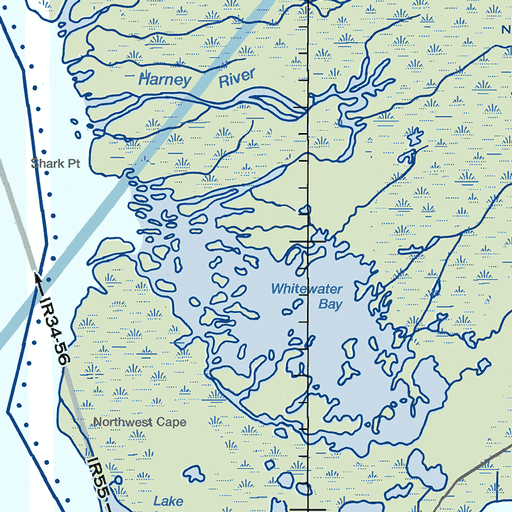 N
Harney River
Shark Pt
Whitewater
Bay
IR34-56
Northwest Cape
IR55-
Lake